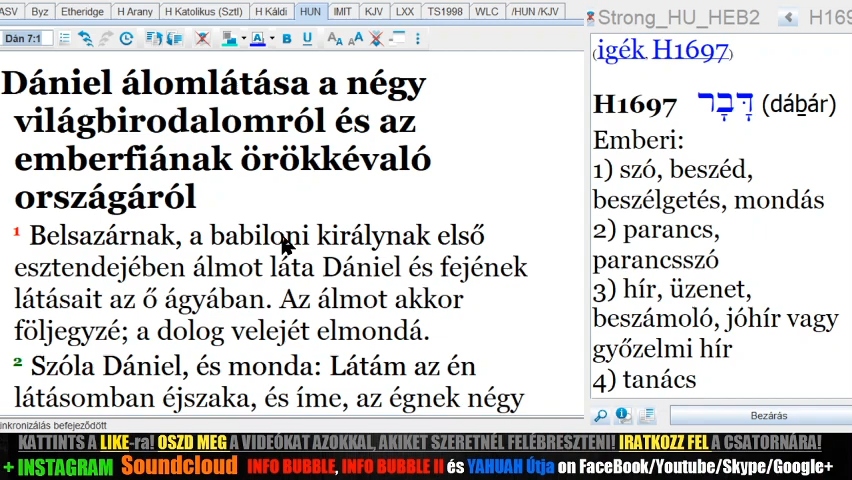 ASV Byz Etheridge H Arany H Katolikus (Sztl) H Káldi HUN IMIT KJV LXX TS1998 WLC /HUN /KJV
Dán 7:1
Dániel álomlátása a négy
világbirodalomról és az
emberfiának örökkévaló
országáról
1 Belsazárnak, a babiloni királynak első
esztendejében álmot láta Dániel és fejének
látásait az ő ágyában. Az álmot akkor
följegyzé; a dolog velejét elmondá.
2 Szóla Dániel, és monda: Látám az én
látásomban éjszaka, és íme, az égnek négy
inkronizálás befejeződött
Strong_HU_HEB2 H169
(igék H1697)
H1697 דָּבָר (dáḇár)
Emberi:
1) szó, beszéd,
beszélgetés, mondás
2) parancs,
parancsszó
3) hír, üzenet,
beszámoló, jóhír vagy
győzelmi hír
4) tanács
Bezárás
KATTINTS A LIKE-ra! OSZD MEG A VIDEÓKAT AZOKKAL, AKIKET SZERETNÉL FELÉBRESZTENI! IRATKOZZ FEL A CSATORNÁRA!
+ INSTAGRAM Soundcloud INFO BUBBLE, INFO BUBBLE II és YAHUAH Útja on FaceBook/Youtube/Skype/Google+